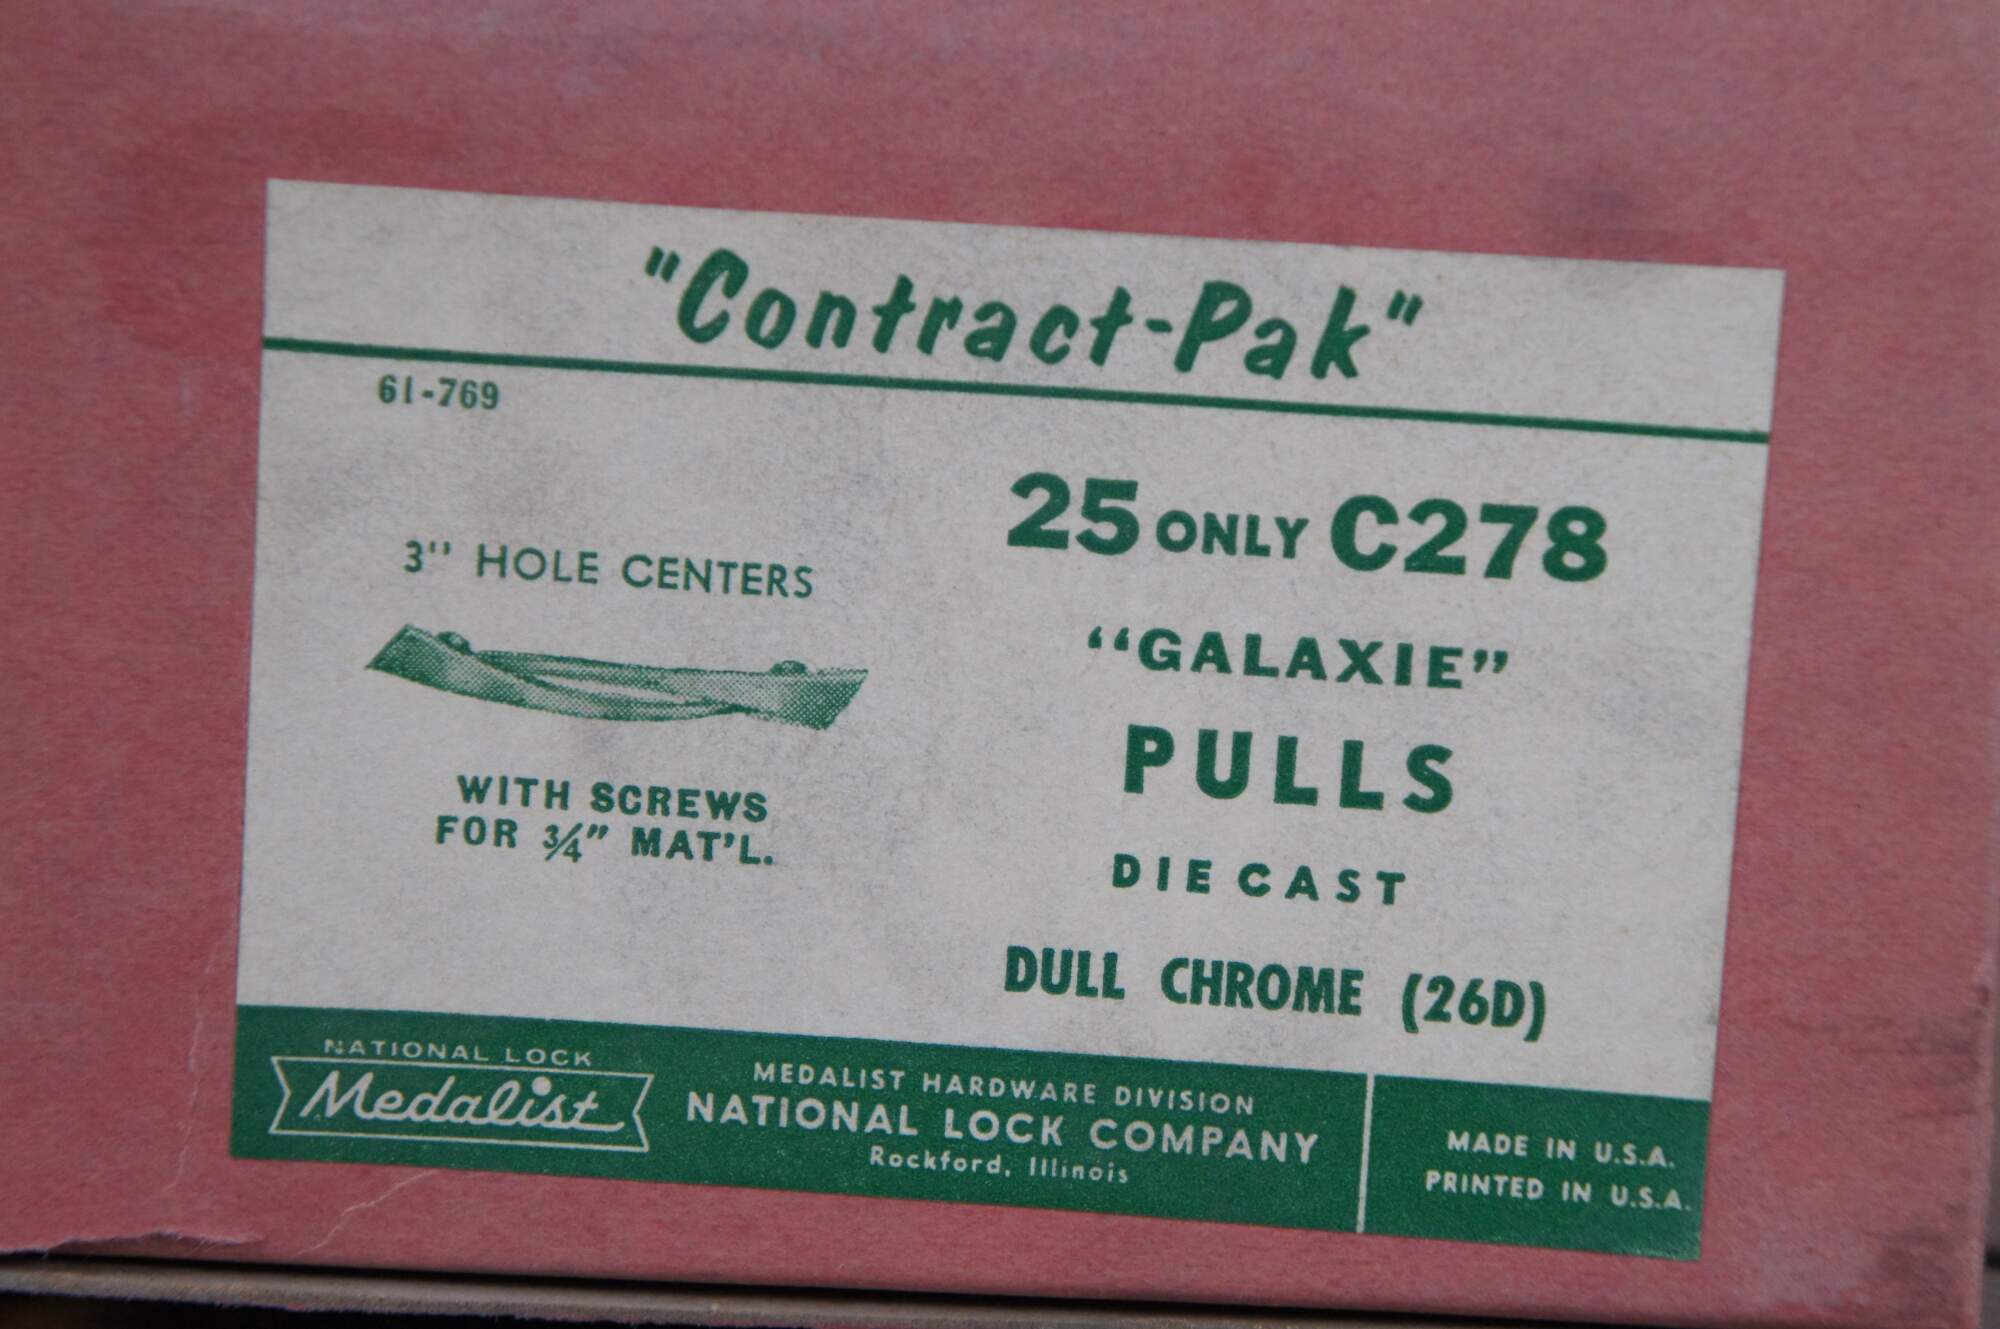 "Contract-Pak"
61-769
3" HOLE CENTERS
WITH SCREWS
FOR 3/4" MAT'L.
25 ONLY C278
"GALAXIE"
PULLS
DIE CAST
DULL CHROME (26D)
NATIONAL LOCK
Medalist
MEDALIST HARDWARE DIVISION
NATIONAL LOCK COMPANY
Rockford, Illinois
MADE IN U.S.A.
PRINTED IN U.S.A.